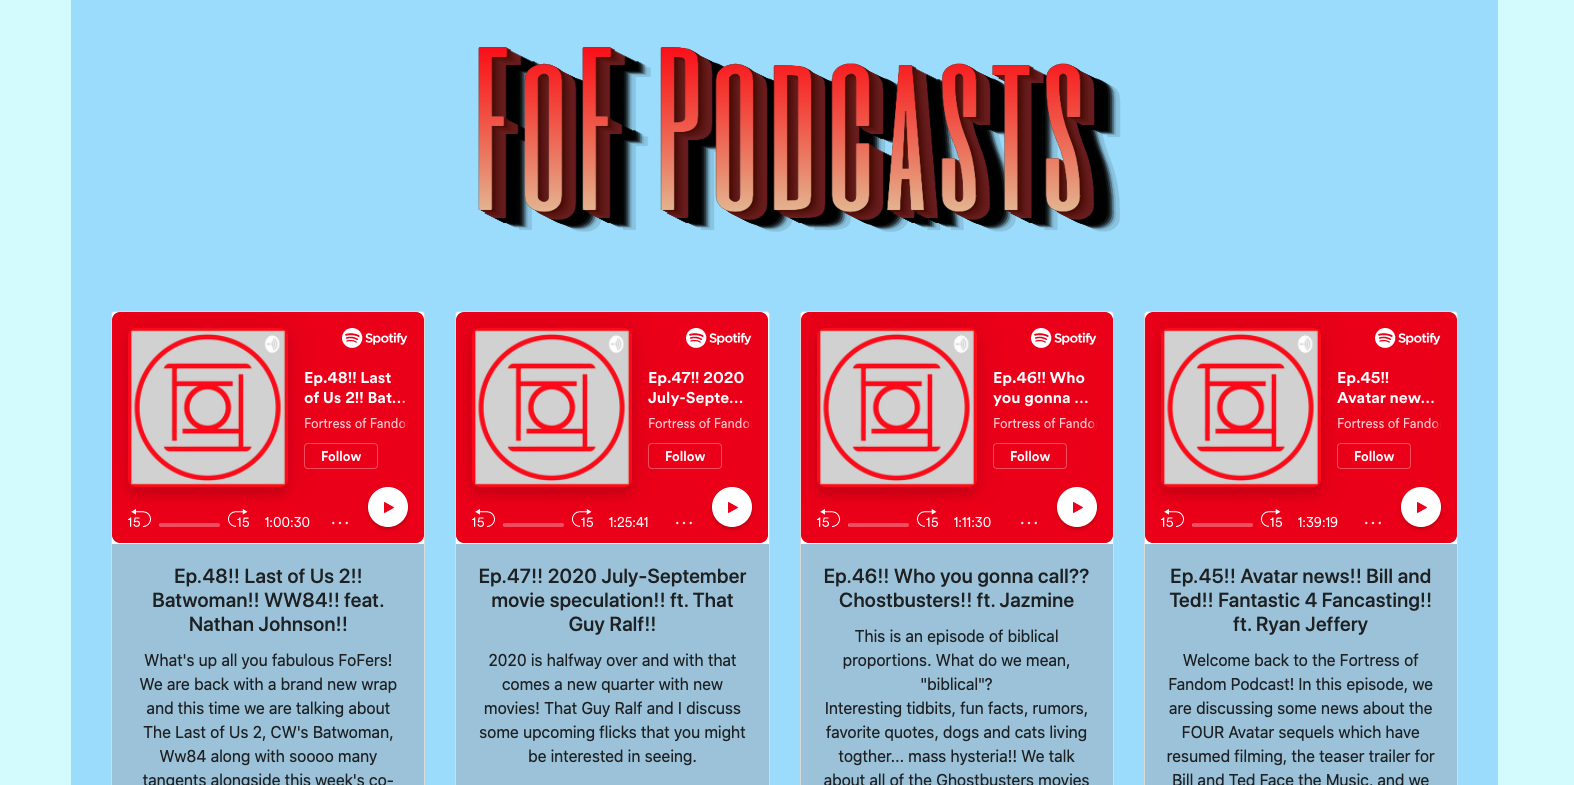 FoF Podcasts
Spotify
Ep.48!! Last
of Us 2!! Bat...
Fortress of Fando
Follow
15
15
1:00:30
...
Spotify
Ep.47!! 2020
July-Septe...
Fortress of Fando
Follow
15
15
1:25:41
...
Spotify
Ep.46!! Who
you gonna ...
Fortress of Fando
Follow
15
15
1:11:30
...
Spotify
Ep.45!!
Avatar new...
Fortress of Fando
Follow
15
15
1:39:19
...
Ep.48!! Last of Us 2!!
Batwoman!! WW84!! feat.
Nathan Johnson!!
What's up all you fabulous FoFers!
We are back with a brand new wrap
and this time we are talking about
The Last of Us 2, CW's Batwoman,
Ww84 along with soooo many
tangents alongside this week's co-
Ep.47!! 2020 July-September
movie speculation!! ft. That
Guy Ralf!!
2020 is halfway over and with that
comes a new quarter with new
movies! That Guy Ralf and I discuss
some upcoming flicks that you might
be interested in seeing.
Ep.46!! Who you gonna call??
Chostbusters!! ft. Jazmine
This is an episode of biblical
proportions. What do we mean,
"biblical"?
Interesting tidbits, fun facts, rumors,
favorite quotes, dogs and cats living
togther... mass hysteria!! We talk
about all of the Ghostbusters movies
Ep.45!! Avatar news!! Bill and
Ted!! Fantastic 4 Fancasting!!
ft. Ryan Jeffery
Welcome back to the Fortress of
Fandom Podcast! In this episode, we
are discussing some news about the
FOUR Avatar sequels which have
resumed filming, the teaser trailer for
Bill and Ted Face the Music, and we